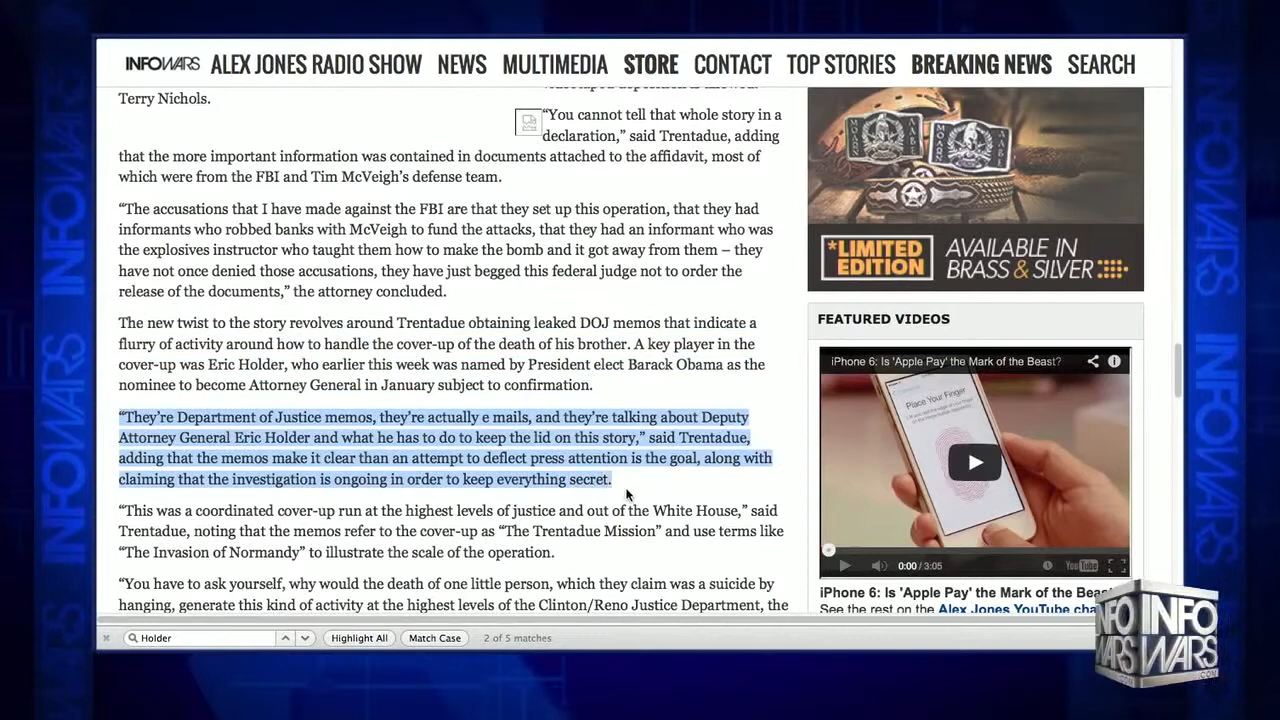 INFOWARS ALEX JONES RADIO SHOW NEWS MULTIMEDIA STORE CONTACT TOP STORIES BREAKING NEWS SEARCH
Terry Nichols.
“You cannot tell that whole story in a
declaration,” said Trentadue, adding
that the more important information was contained in documents attached to the affidavit, most of
which were from the FBI and Tim McVeigh’s defense team.
“The accusations that I have made against the FBI are that they set up this operation, that they had
informants who robbed banks with McVeigh to fund the attacks, that they had an informant who was
the explosives instructor who taught them how to make the bomb and it got away from them – they
have not once denied those accusations, they have just begged this federal judge not to order the
release of the documents,” the attorney concluded.
The new twist to the story revolves around Trentadue obtaining leaked DOJ memos that indicate a
flurry of activity around how to handle the cover-up of the death of his brother. A key player in the
cover-up was Eric Holder, who earlier this week was named by President elect Barack Obama as the
nominee to become Attorney General in January subject to confirmation.
“They’re Department of Justice memos, they’re actually e mails, and they’re talking about Deputy
Attorney General Eric Holder and what he has to do to keep the lid on this story,” said Trentadue,
adding that the memos make it clear than an attempt to deflect press attention is the goal, along with
claiming that the investigation is ongoing in order to keep everything secret.
“This was a coordinated cover-up run at the highest levels of justice and out of the White House,” said
Trentadue, noting that the memos refer to the cover-up as “The Trentadue Mission” and use terms like
“The Invasion of Normandy” to illustrate the scale of the operation.
“You have to ask yourself, why would the death of one little person, which they claim was a suicide by
hanging, generate this kind of activity at the highest levels of the Clinton/Reno Justice Department, the
MOLON LABE
MOLON LABE
*LIMITED
EDITION
AVAILABLE IN
BRASS & SILVER
FEATURED VIDEOS
iPhone 6: Is 'Apple Pay' the Mark of the Beast?
Place Your Finger
0:00 / 3:05
YouTube
iPhone 6: Is 'Apple Pay' the Mark of the Beas
See the rest on the Alex Jones YouTube cha
Holder
Highlight All
Match Case
2 of 5 matches
INFO
WARS
INFO
WARS
.COM
INFOWARS
INFOWARS